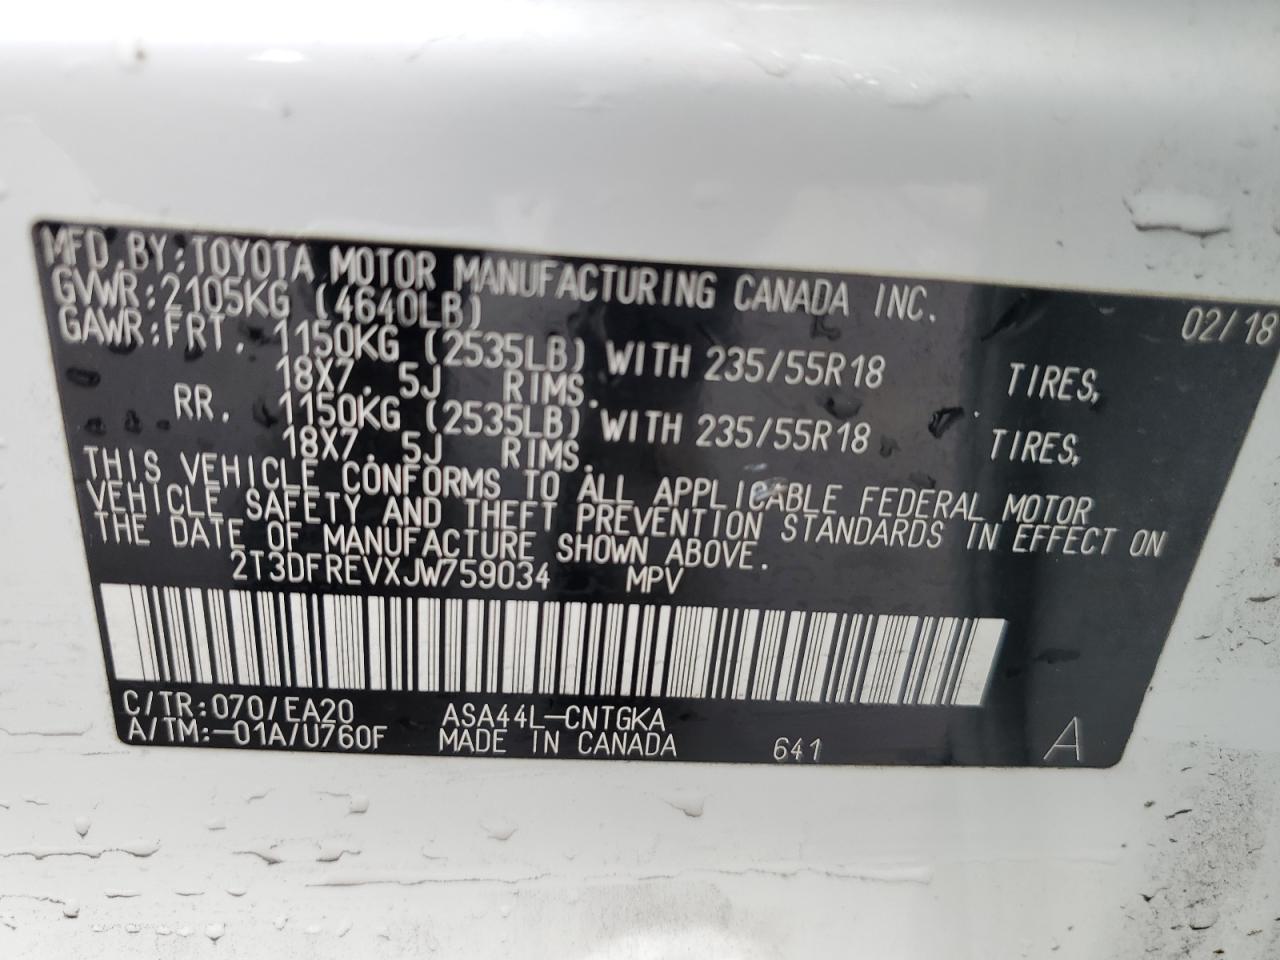 MFD.BY:TOYOTA MOTOR MANUFACTURING CANADA INC. 02/18
GVWR:2105KG (4640LB)
GAWR:FRT. 1150KG (2535LB) WITH 235/55R18 TIRES,
18X7.5J RIMS.
RR. 1150KG (2535LB) WITH 235/55R18 TIRES,
18X7.5J RIMS.
THIS VEHICLE CONFORMS TO ALL APPLICABLE FEDERAL MOTOR
VEHICLE SAFETY AND THEFT PREVENTION STANDARDS IN EFFECT ON
THE DATE OF MANUFACTURE SHOWN ABOVE.
2T3DFREVXJW759034 MPV
C/TR:070/EA20 ASA44L-CNTGKA
A/TM:-01A/U760F MADE IN CANADA 641 A